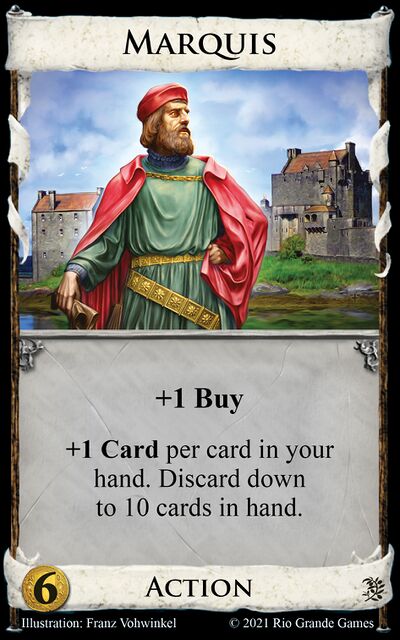 MARQUIS
+1 Buy
+1 Card per card in your
hand. Discard down
to 10 cards in hand.
6
ACTION
Illustration: Franz Vohwinkel
© 2021 Rio Grande Games